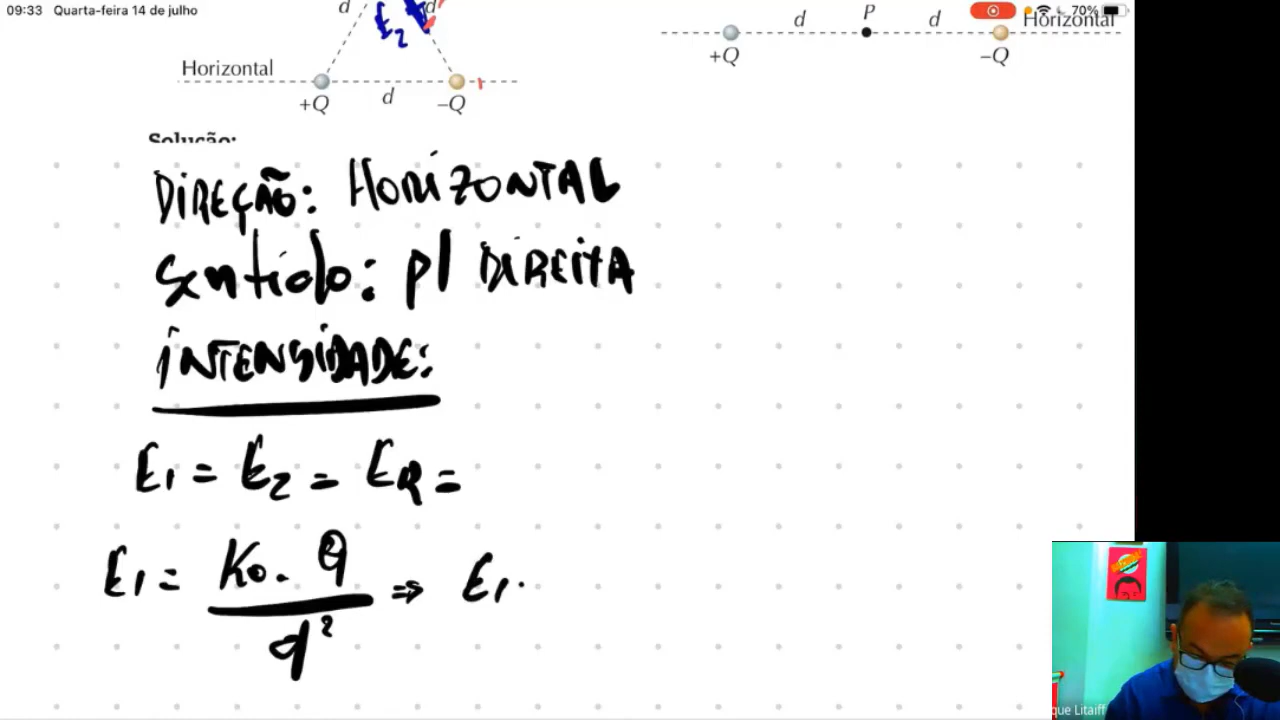 09:33 Quarta-feira 14 de julho
70%
d d
E2
Horizontal
+Q d –Q
d P d
Horizontal
+Q –Q
Solução:
DIREÇÃO: HORIZONTAL
Sentido: p/ DIREITA
INTENSIDADE:
E1 = E2 = ER =
E1 = K0 . Q ⇒ E1
d²
que Litaiff